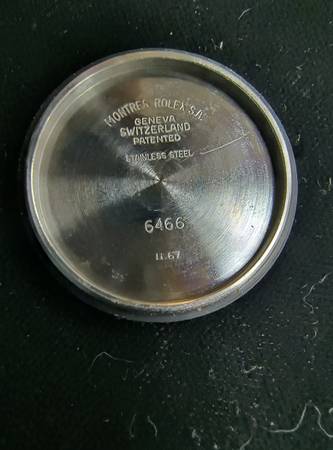 MONTRES ROLEX S.A.
GENEVA
SWITZERLAND
PATENTED
STAINLESS STEEL
6466
II.67